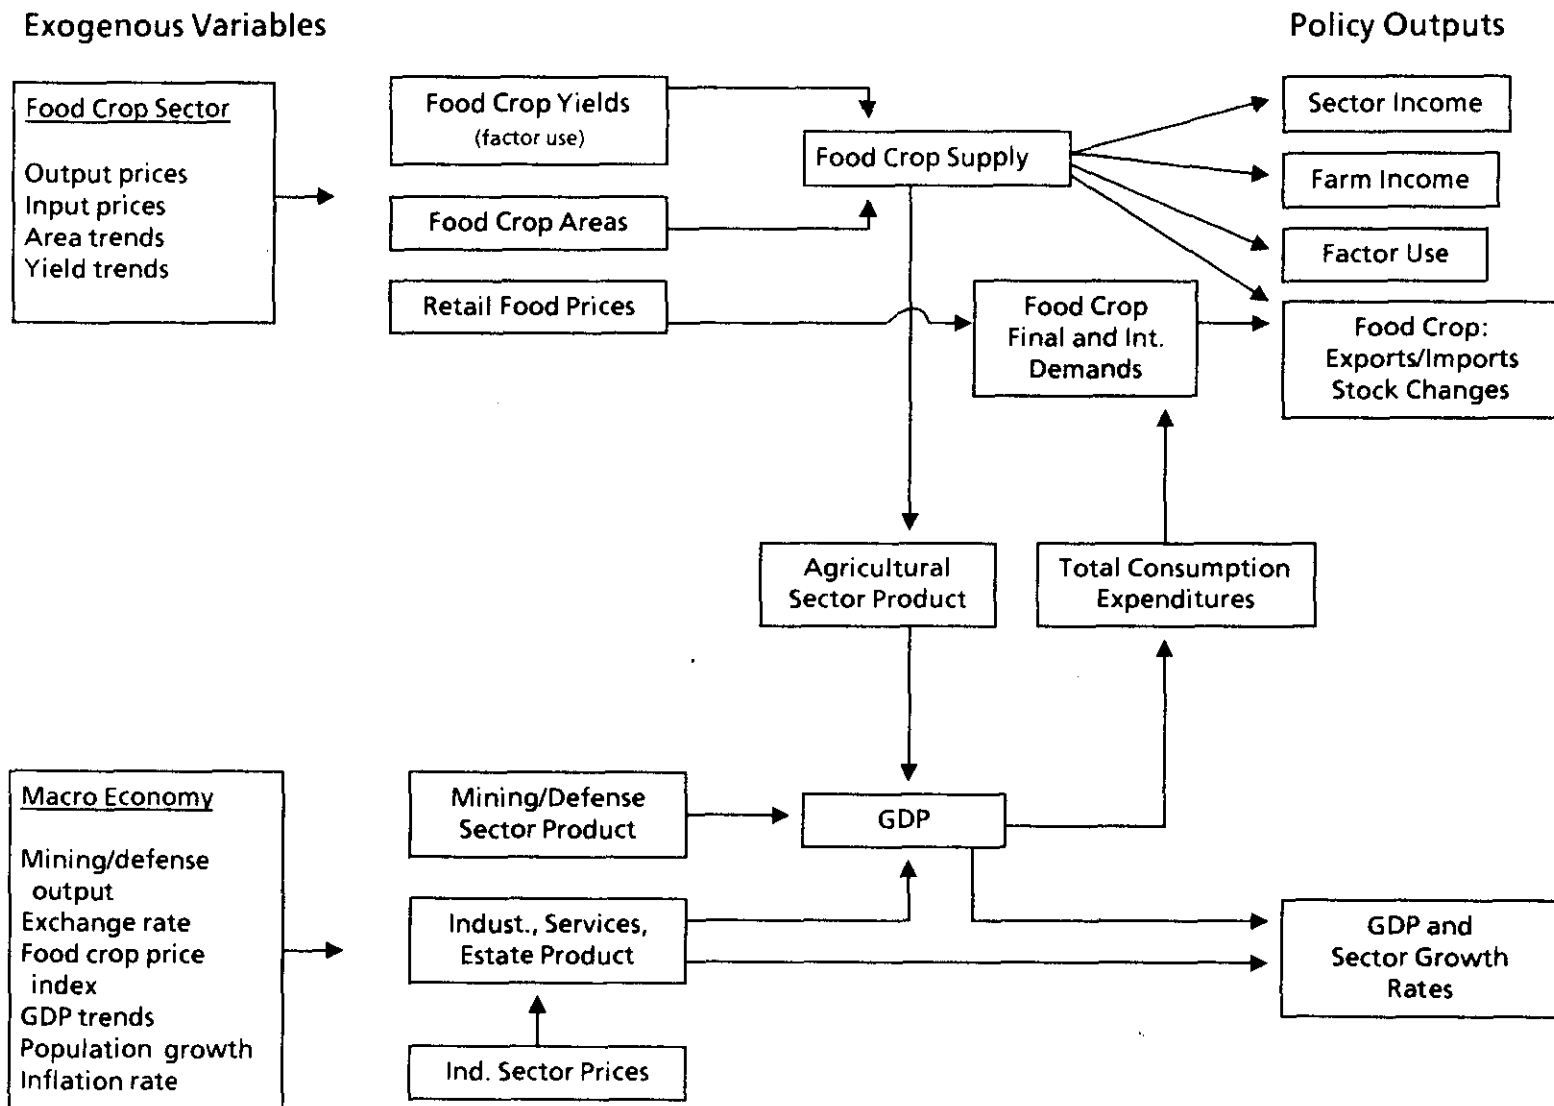 Exogenous Variables
Policy Outputs
Food Crop Sector
Output prices
Input prices
Area trends
Yield trends
Food Crop Yields
(factor use)
Food Crop Areas
Retail Food Prices
Food Crop Supply
Food Crop
Final and Int.
Demands
Sector Income
Farm Income
Factor Use
Food Crop:
Exports/Imports
Stock Changes
Agricultural
Sector Product
Total Consumption
Expenditures
Macro Economy
Mining/defense
output
Exchange rate
Food crop price
index
GDP trends
Population growth
Inflation rate
Mining/Defense
Sector Product
Indust., Services,
Estate Product
Ind. Sector Prices
GDP
GDP and
Sector Growth
Rates